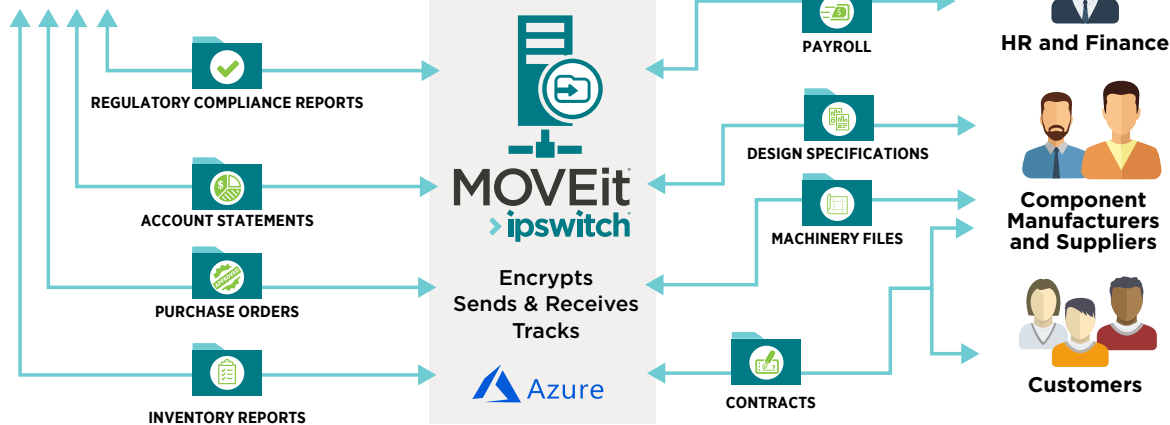 REGULATORY COMPLIANCE REPORTS
ACCOUNT STATEMENTS
APPROVED
PURCHASE ORDERS
INVENTORY REPORTS
MOVEit
ipswitch
Encrypts
Sends & Receives
Tracks
Azure
PAYROLL
DESIGN SPECIFICATIONS
MACHINERY FILES
CONTRACTS
HR and Finance
Component
Manufacturers
and Suppliers
Customers